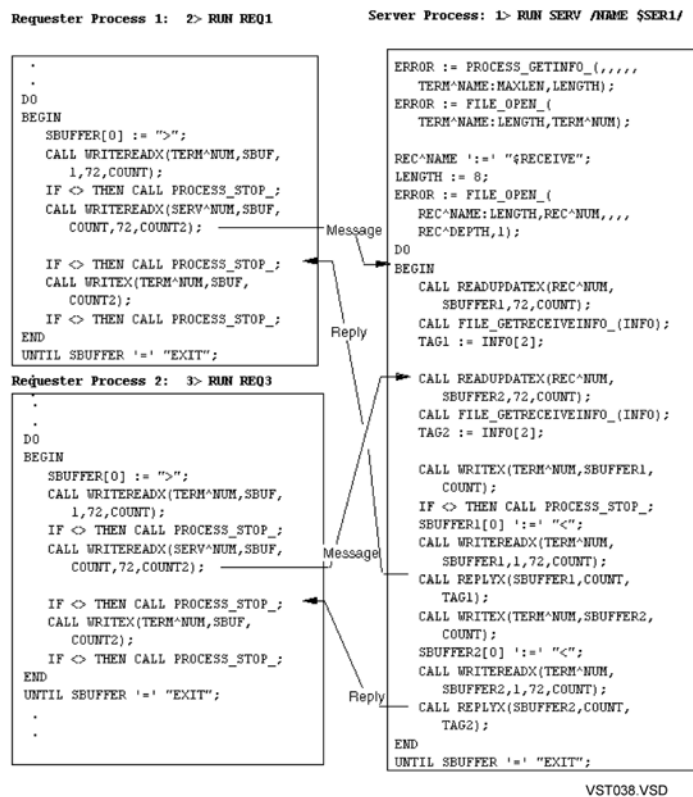 Requester Process 1:  2> RUN REQ1
.
.
DO
BEGIN
SBUFFER[0] := ">";
CALL WRITEREADX(TERM^NUM,SBUF,
1,72,COUNT);
IF <> THEN CALL PROCESS_STOP_;
CALL WRITEREADX(SERV^NUM,SBUF,
COUNT,72,COUNT2);
IF <> THEN CALL PROCESS_STOP_;
CALL WRITEX(TERM^NUM,SBUF,
COUNT2);
IF <> THEN CALL PROCESS_STOP_;
END
UNTIL SBUFFER '=' "EXIT";
Requester Process 2:  3> RUN REQ3
.
.
DO
BEGIN
SBUFFER[0] := ">";
CALL WRITEREADX(TERM^NUM,SBUF,
1,72,COUNT);
IF <> THEN CALL PROCESS_STOP_;
CALL WRITEREADX(SERV^NUM,SBUF,
COUNT,72,COUNT2);
IF <> THEN CALL PROCESS_STOP_;
CALL WRITEX(TERM^NUM,SBUF,
COUNT2);
IF <> THEN CALL PROCESS_STOP_;
END
UNTIL SBUFFER '=' "EXIT";
.
.
Message
Reply
Message
Reply
Server Process: 1> RUN SERV /NAME $SER1/
ERROR := PROCESS_GETINFO_(,,,,,
TERM^NAME:MAXLEN,LENGTH);
ERROR := FILE_OPEN_(
TERM^NAME:LENGTH,TERM^NUM);
REC^NAME ':=' "$RECEIVE";
LENGTH := 8;
ERROR := FILE_OPEN_(
REC^NAME:LENGTH,REC^NUM,,,,
REC^DEPTH,1);
DO
BEGIN
CALL READUPDATEX(REC^NUM,
SBUFFER1,72,COUNT);
CALL FILE_GETRECEIVEINFO_(INFO);
TAG1 := INFO[2];
CALL READUPDATEX(REC^NUM,
SBUFFER2,72,COUNT);
CALL FILE_GETRECEIVEINFO_(INFO);
TAG2 := INFO[2];
CALL WRITEX(TERM^NUM,SBUFFER1,
COUNT);
IF <> THEN CALL PROCESS_STOP_;
SBUFFER1[0] ':=' "<";
CALL WRITEREADX(TERM^NUM,
SBUFFER1,1,72,COUNT);
CALL REPLYX(SBUFFER1,COUNT,
TAG1);
CALL WRITEX(TERM^NUM,SBUFFER2,
COUNT);
SBUFFER2[0] ':=' "<";
CALL WRITEREADX(TERM^NUM,
SBUFFER2,1,72,COUNT);
CALL REPLYX(SBUFFER2,COUNT,
TAG2);
END
UNTIL SBUFFER '=' "EXIT";
VST038.VSD